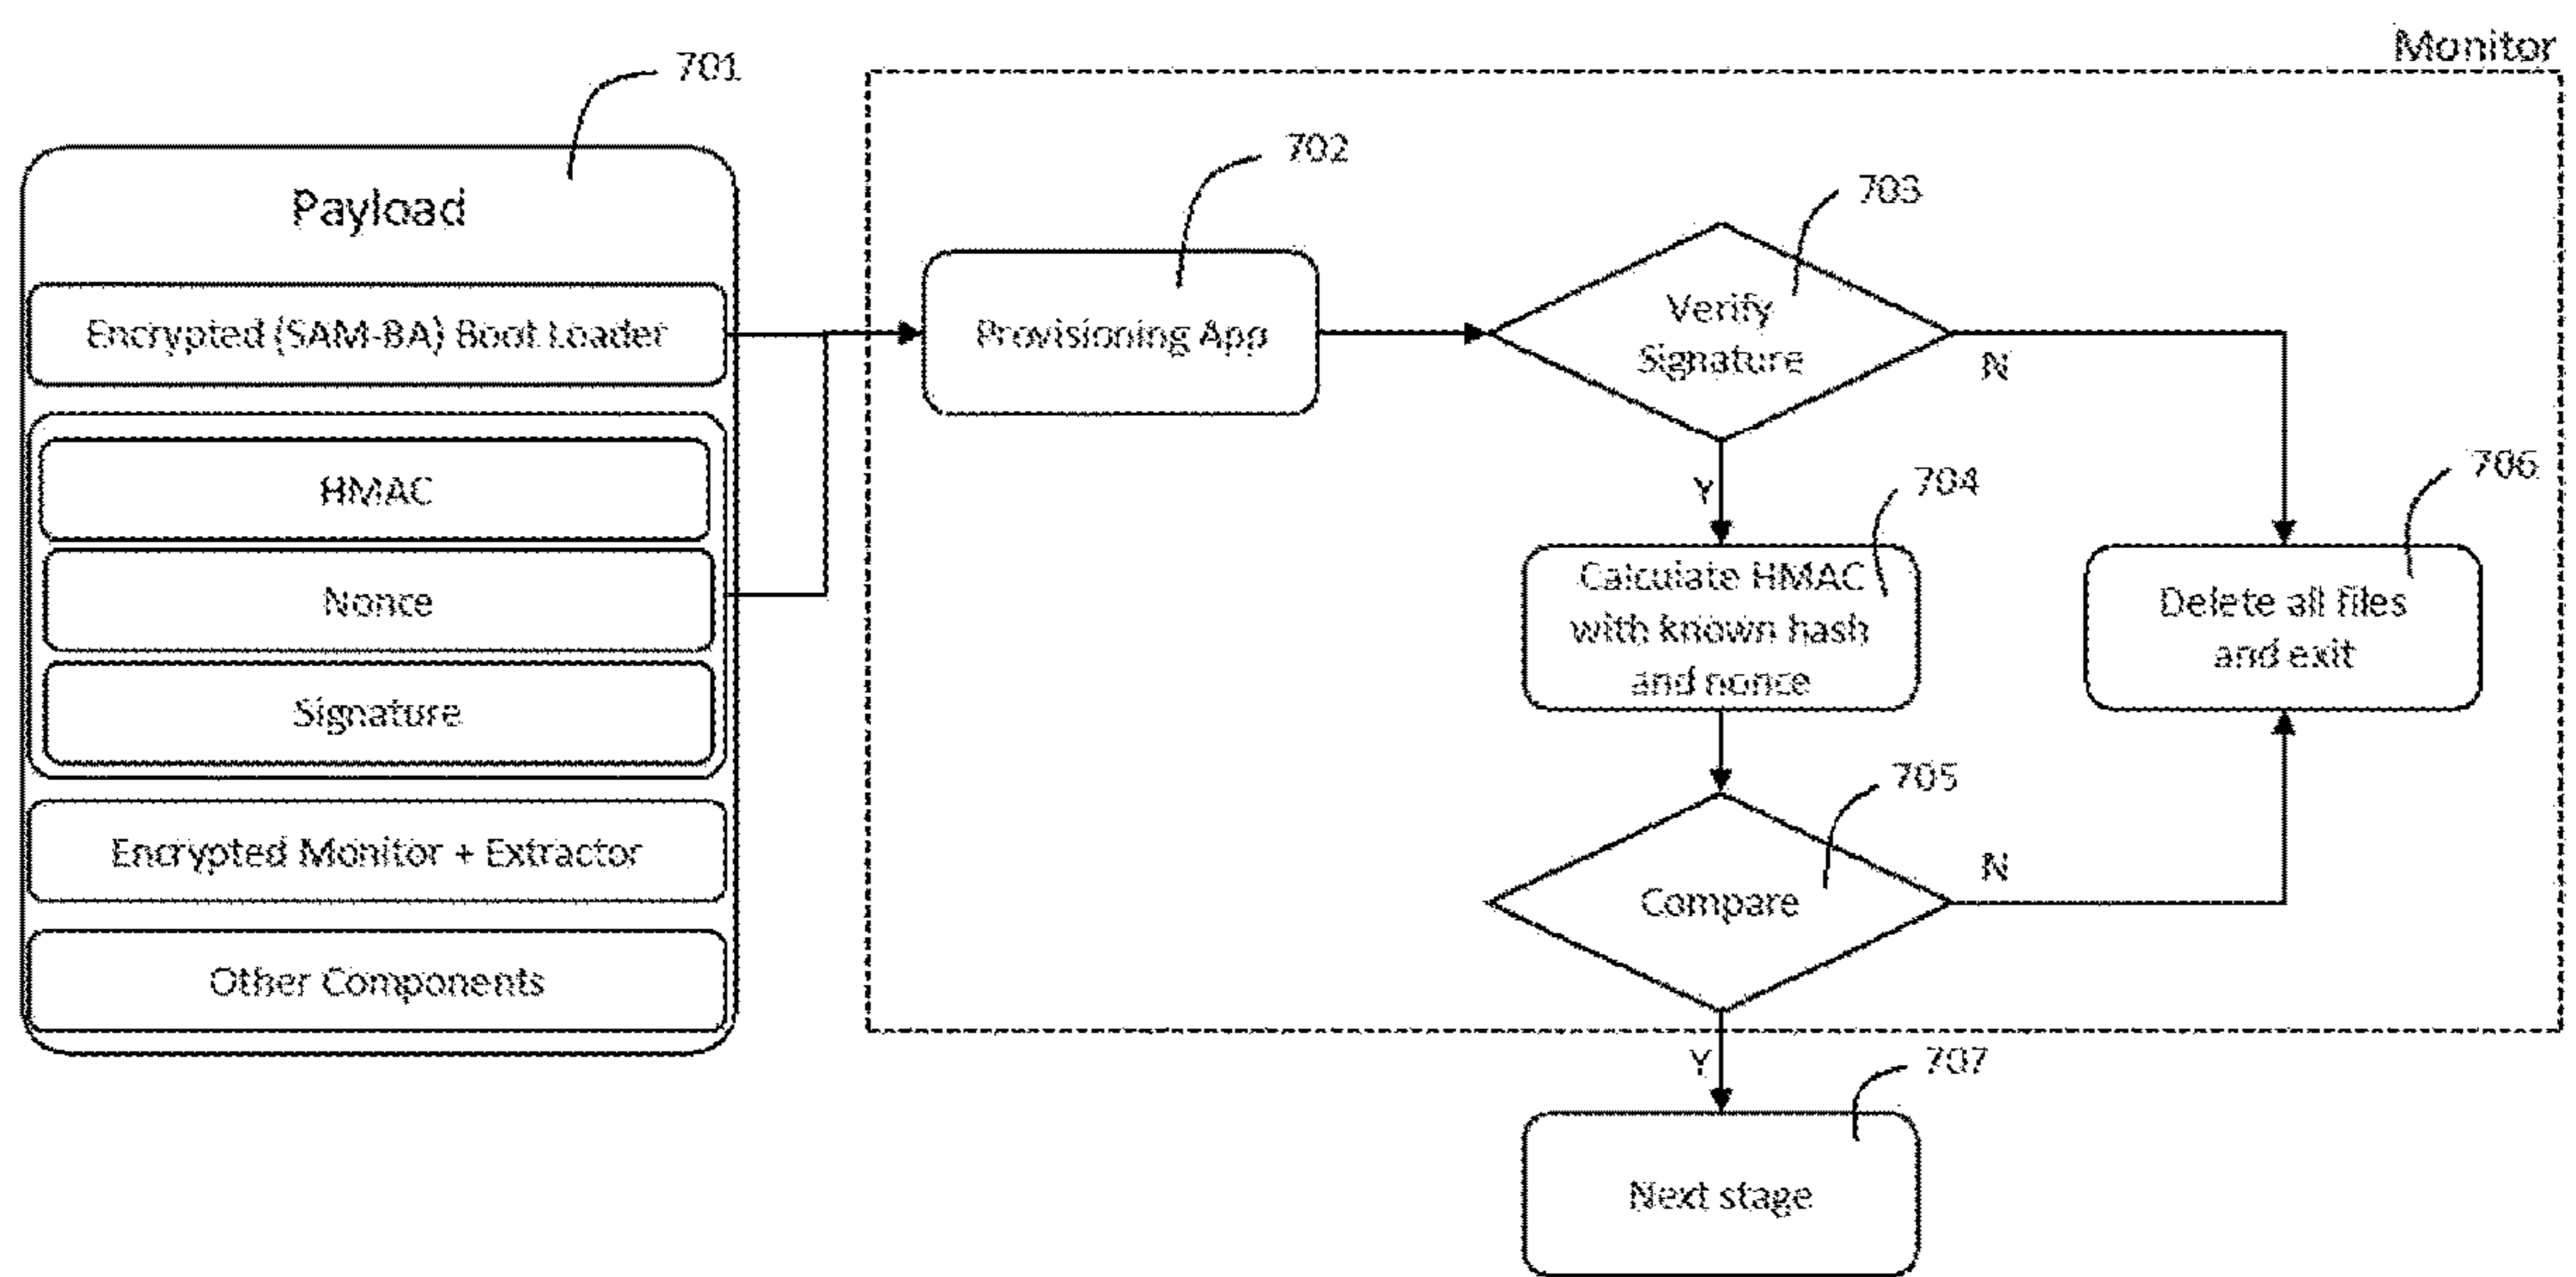 Monitor
701
Payload
Encrypted (SAM-BA) Boot Loader
HMAC
Nonce
Signature
Encrypted Monitor + Extractor
Other Components
702
Provisioning App
703
Verify
Signature
N
Y
704
Calculate HMAC
with known hash
and nonce
706
Delete all files
and exit
705
Compare
N
Y
707
Next stage